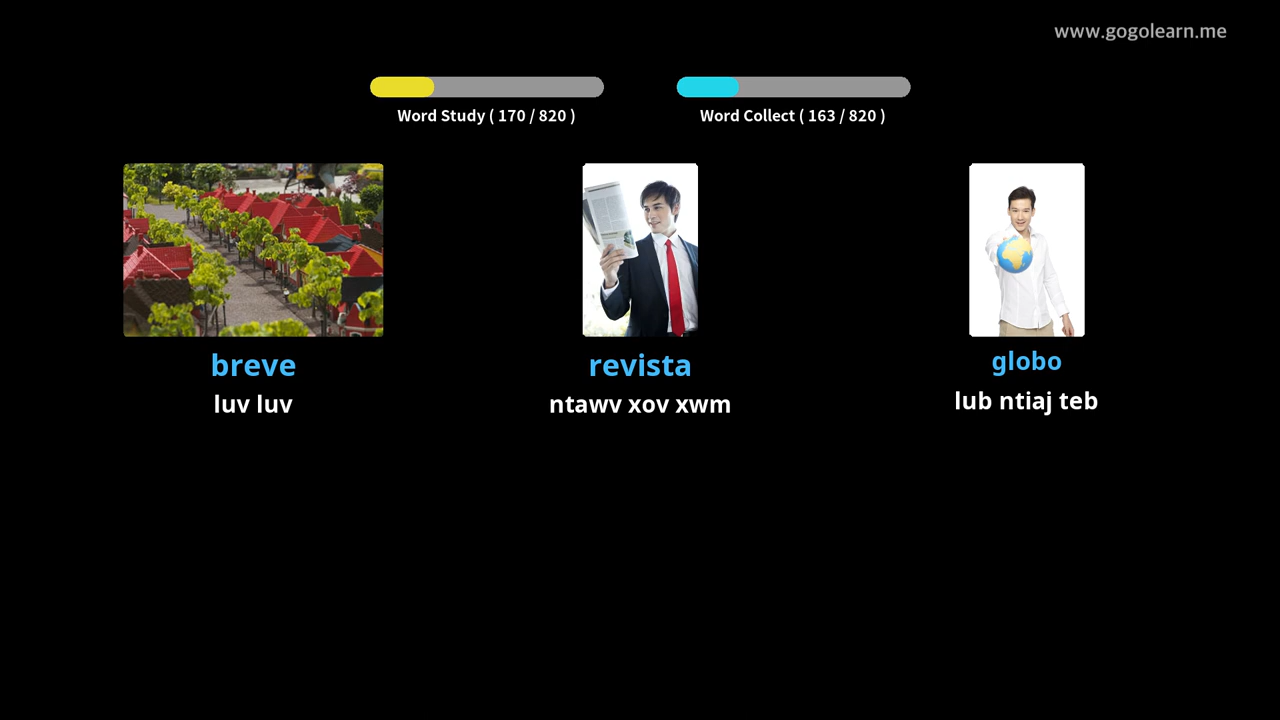 www.gogolearn.me
Word Study ( 170 / 820 )
Word Collect ( 163 / 820 )
breve
luv luv
revista
ntawv xov xwm
globo
lub ntiaj teb